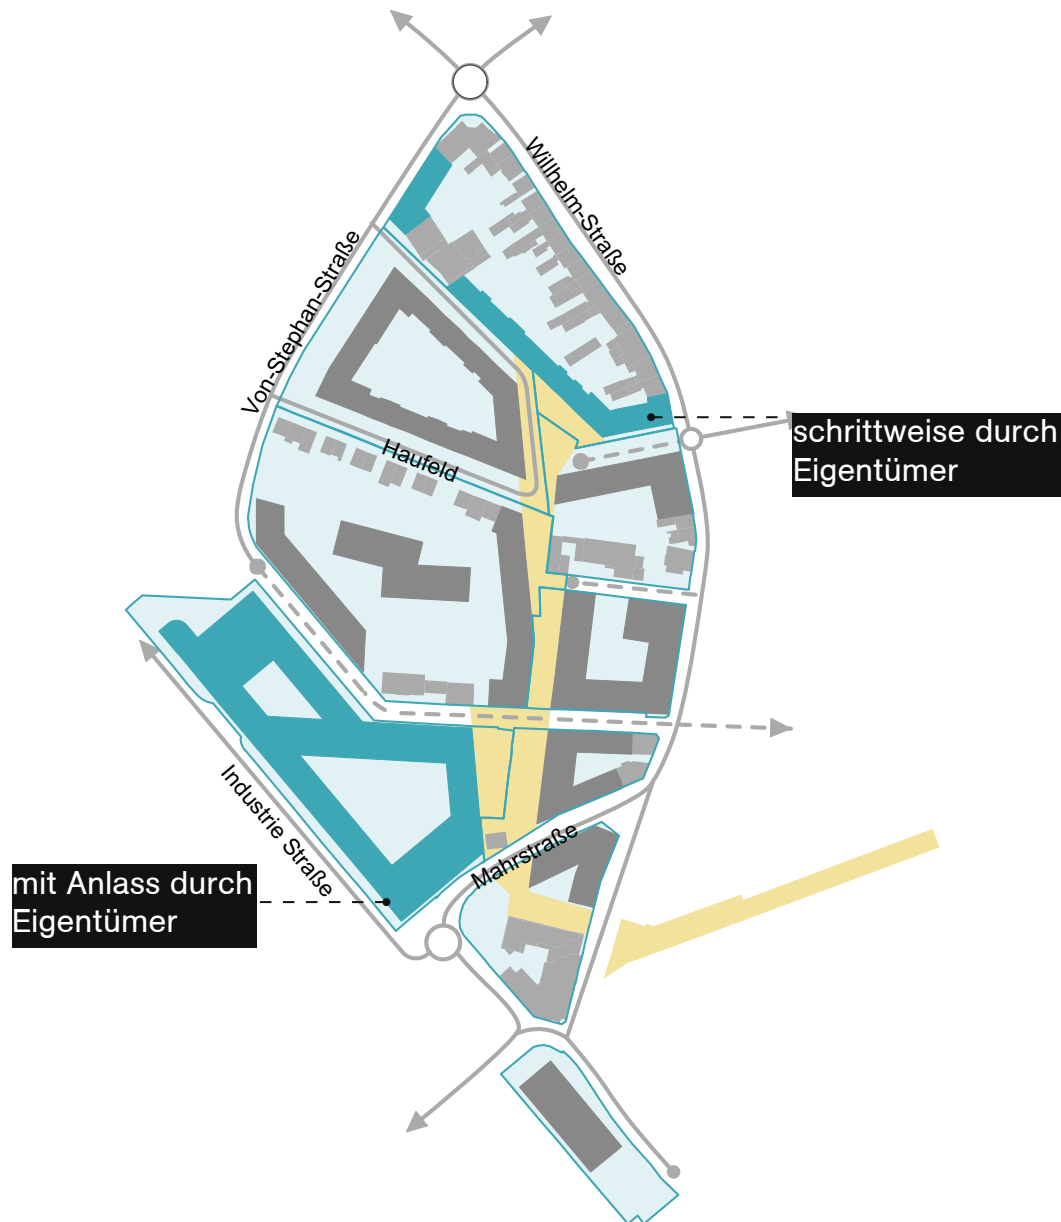 Willhelm-Straße
Von-Stephan-Straße
schrittweise durch
Eigentümer
Haufeld
Industrie Straße
Mahrstraße
mit Anlass durch
Eigentümer